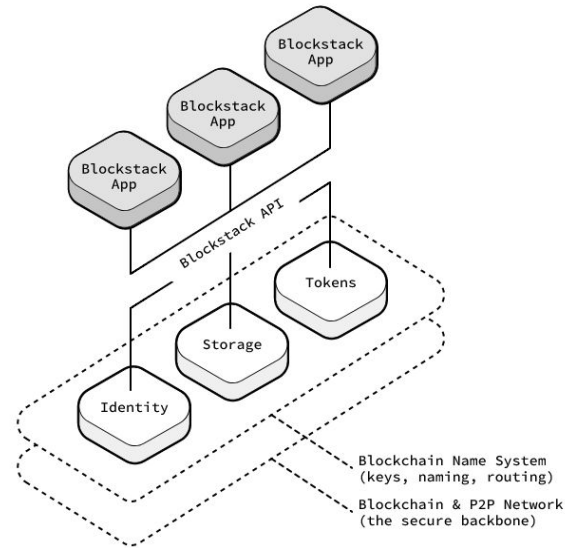 Blockstack
App
Blockstack
App
Blockstack
App
Blockstack API
Tokens
Storage
Identity
Blockchain Name System
(keys, naming, routing)
Blockchain & P2P Network
(the secure backbone)